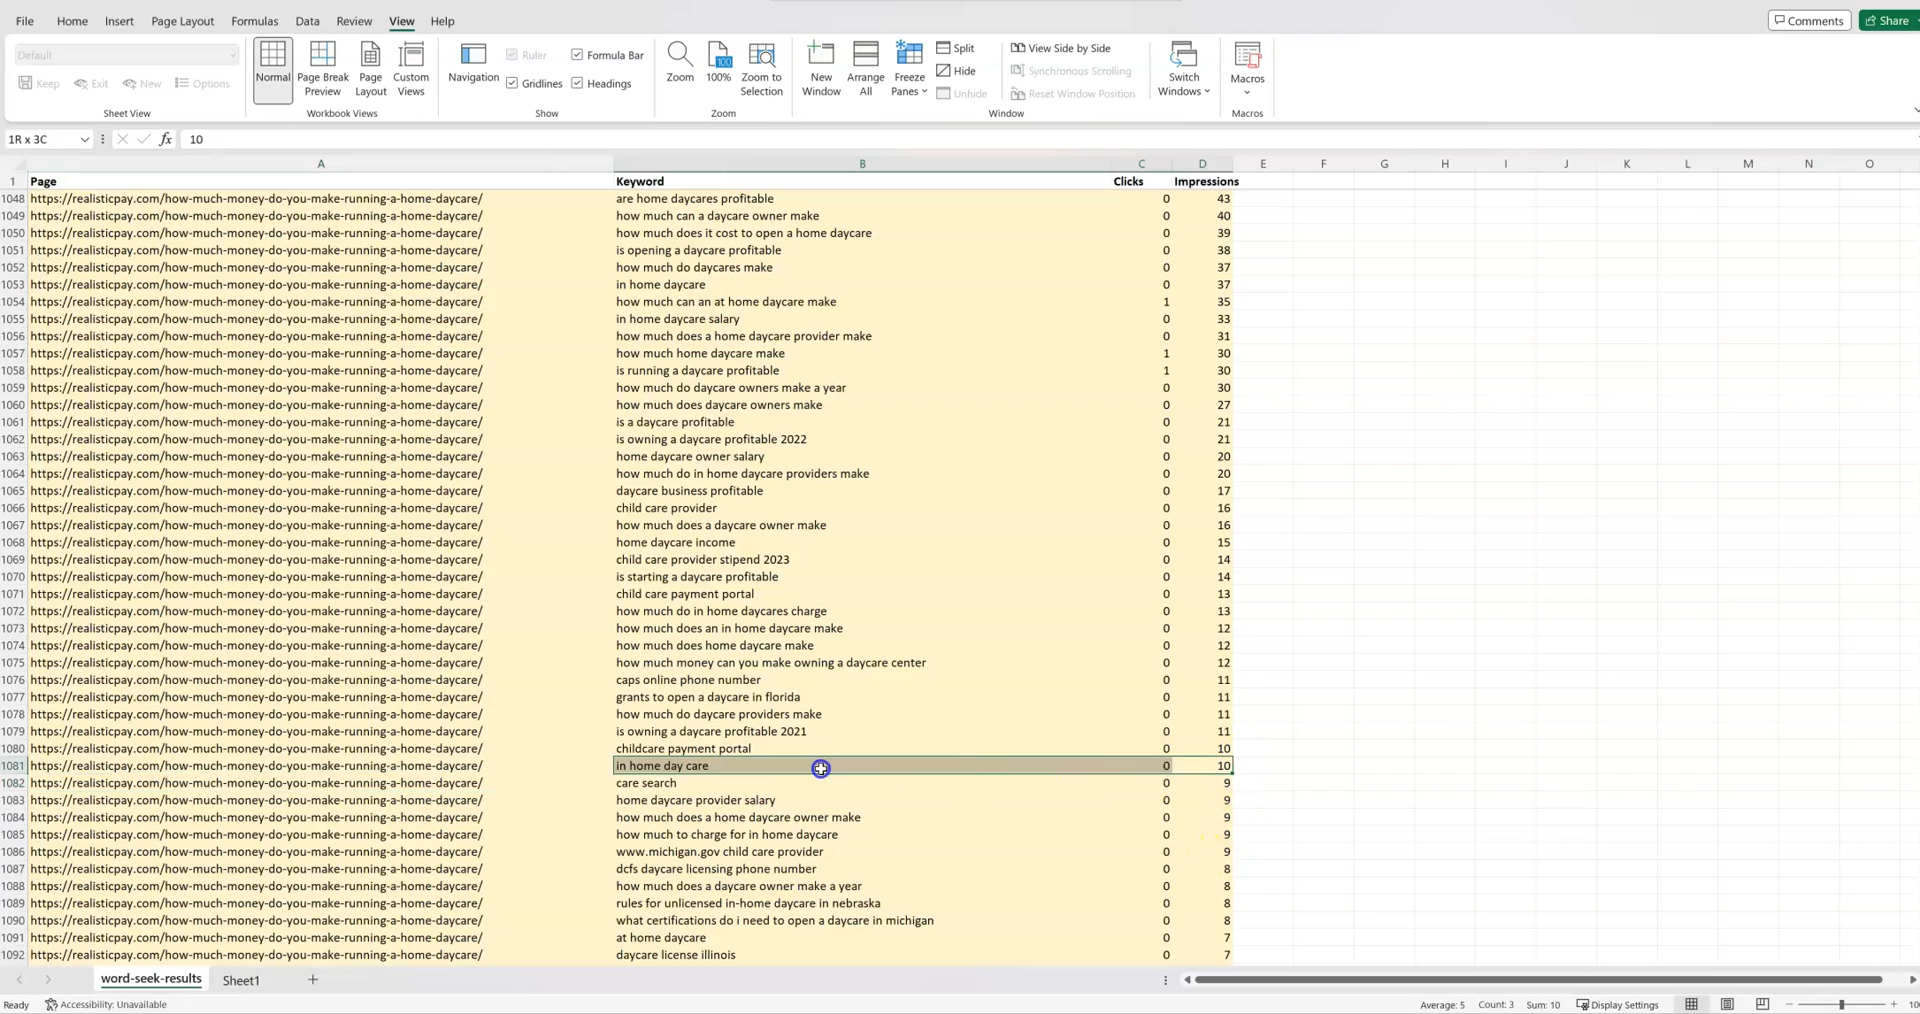 File Home Insert Page Layout Formulas Data Review View Help Comments Share
Default
Keep Exit New Options
Sheet View
Normal Page Break Preview Page Layout Custom Views
Workbook Views
Navigation Ruler Formula Bar Gridlines Headings
Show
Zoom 100% Zoom to Selection
Zoom
New Window Arrange All Freeze Panes Split Hide Unhide View Side by Side Synchronous Scrolling Reset Window Position Switch Windows
Window
Macros
Macros
1R x 3C fx 10
A B C D E F G H I J K L M N O
1 Page Keyword Clicks Impressions
1048 https://realisticpay.com/how-much-money-do-you-make-running-a-home-daycare/ are home daycares profitable 0 43
1049 https://realisticpay.com/how-much-money-do-you-make-running-a-home-daycare/ how much can a daycare owner make 0 40
1050 https://realisticpay.com/how-much-money-do-you-make-running-a-home-daycare/ how much does it cost to open a home daycare 0 39
1051 https://realisticpay.com/how-much-money-do-you-make-running-a-home-daycare/ is opening a daycare profitable 0 38
1052 https://realisticpay.com/how-much-money-do-you-make-running-a-home-daycare/ how much do daycares make 0 37
1053 https://realisticpay.com/how-much-money-do-you-make-running-a-home-daycare/ in home daycare 0 37
1054 https://realisticpay.com/how-much-money-do-you-make-running-a-home-daycare/ how much can an at home daycare make 1 35
1055 https://realisticpay.com/how-much-money-do-you-make-running-a-home-daycare/ in home daycare salary 0 33
1056 https://realisticpay.com/how-much-money-do-you-make-running-a-home-daycare/ how much does a home daycare provider make 0 31
1057 https://realisticpay.com/how-much-money-do-you-make-running-a-home-daycare/ how much home daycare make 1 30
1058 https://realisticpay.com/how-much-money-do-you-make-running-a-home-daycare/ is running a daycare profitable 1 30
1059 https://realisticpay.com/how-much-money-do-you-make-running-a-home-daycare/ how much do daycare owners make a year 0 30
1060 https://realisticpay.com/how-much-money-do-you-make-running-a-home-daycare/ how much does daycare owners make 0 27
1061 https://realisticpay.com/how-much-money-do-you-make-running-a-home-daycare/ is a daycare profitable 0 21
1062 https://realisticpay.com/how-much-money-do-you-make-running-a-home-daycare/ is owning a daycare profitable 2022 0 21
1063 https://realisticpay.com/how-much-money-do-you-make-running-a-home-daycare/ home daycare owner salary 0 20
1064 https://realisticpay.com/how-much-money-do-you-make-running-a-home-daycare/ how much do in home daycare providers make 0 20
1065 https://realisticpay.com/how-much-money-do-you-make-running-a-home-daycare/ daycare business profitable 0 17
1066 https://realisticpay.com/how-much-money-do-you-make-running-a-home-daycare/ child care provider 0 16
1067 https://realisticpay.com/how-much-money-do-you-make-running-a-home-daycare/ how much does a daycare owner make 0 16
1068 https://realisticpay.com/how-much-money-do-you-make-running-a-home-daycare/ home daycare income 0 15
1069 https://realisticpay.com/how-much-money-do-you-make-running-a-home-daycare/ child care provider stipend 2023 0 14
1070 https://realisticpay.com/how-much-money-do-you-make-running-a-home-daycare/ is starting a daycare profitable 0 14
1071 https://realisticpay.com/how-much-money-do-you-make-running-a-home-daycare/ child care payment portal 0 13
1072 https://realisticpay.com/how-much-money-do-you-make-running-a-home-daycare/ how much do in home daycares charge 0 13
1073 https://realisticpay.com/how-much-money-do-you-make-running-a-home-daycare/ how much does an in home daycare make 0 12
1074 https://realisticpay.com/how-much-money-do-you-make-running-a-home-daycare/ how much does home daycare make 0 12
1075 https://realisticpay.com/how-much-money-do-you-make-running-a-home-daycare/ how much money can you make owning a daycare center 0 12
1076 https://realisticpay.com/how-much-money-do-you-make-running-a-home-daycare/ caps online phone number 0 11
1077 https://realisticpay.com/how-much-money-do-you-make-running-a-home-daycare/ grants to open a daycare in florida 0 11
1078 https://realisticpay.com/how-much-money-do-you-make-running-a-home-daycare/ how much do daycare providers make 0 11
1079 https://realisticpay.com/how-much-money-do-you-make-running-a-home-daycare/ is owning a daycare profitable 2021 0 11
1080 https://realisticpay.com/how-much-money-do-you-make-running-a-home-daycare/ childcare payment portal 0 10
1081 https://realisticpay.com/how-much-money-do-you-make-running-a-home-daycare/ in home day care 0 10
1082 https://realisticpay.com/how-much-money-do-you-make-running-a-home-daycare/ care search 0 9
1083 https://realisticpay.com/how-much-money-do-you-make-running-a-home-daycare/ home daycare provider salary 0 9
1084 https://realisticpay.com/how-much-money-do-you-make-running-a-home-daycare/ how much does a home daycare owner make 0 9
1085 https://realisticpay.com/how-much-money-do-you-make-running-a-home-daycare/ how much to charge for in home daycare 0 9
1086 https://realisticpay.com/how-much-money-do-you-make-running-a-home-daycare/ www.michigan.gov child care provider 0 9
1087 https://realisticpay.com/how-much-money-do-you-make-running-a-home-daycare/ dcfs daycare licensing phone number 0 8
1088 https://realisticpay.com/how-much-money-do-you-make-running-a-home-daycare/ how much does a daycare owner make a year 0 8
1089 https://realisticpay.com/how-much-money-do-you-make-running-a-home-daycare/ rules for unlicensed in-home daycare in nebraska 0 8
1090 https://realisticpay.com/how-much-money-do-you-make-running-a-home-daycare/ what certifications do i need to open a daycare in michigan 0 8
1091 https://realisticpay.com/how-much-money-do-you-make-running-a-home-daycare/ at home daycare 0 7
1092 https://realisticpay.com/how-much-money-do-you-make-running-a-home-daycare/ daycare license illinois 0 7
word-seek-results Sheet1
Ready Accessibility: Unavailable Average: 5 Count: 3 Sum: 10 Display Settings 100